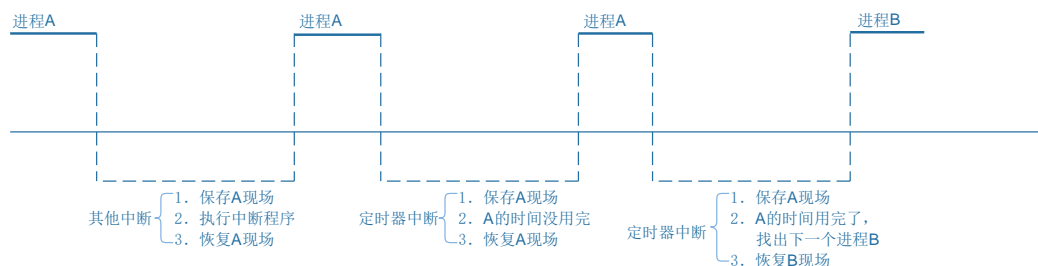 进程A
进程A
进程A
进程B
其他中断
1. 保存A现场
2. 执行中断程序
3. 恢复A现场
定时器中断
1. 保存A现场
2. A的时间没用完
3. 恢复A现场
定时器中断
1. 保存A现场
2. A的时间用完了，
找出下一个进程B
3. 恢复B现场